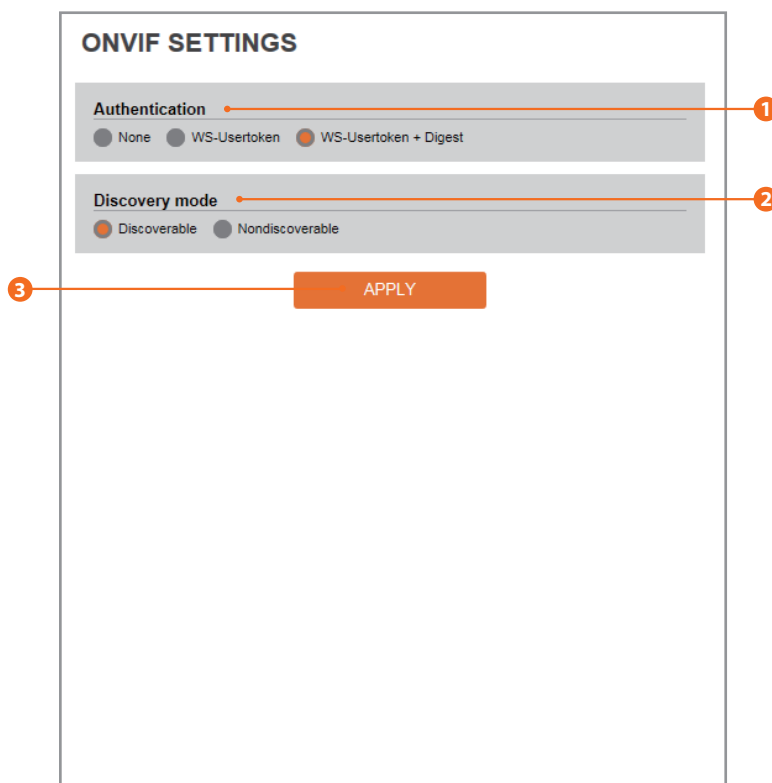 ONVIF SETTINGS
Authentication
1
None WS-Usertoken WS-Usertoken + Digest
Discovery mode
2
Discoverable Nondiscoverable
3
APPLY